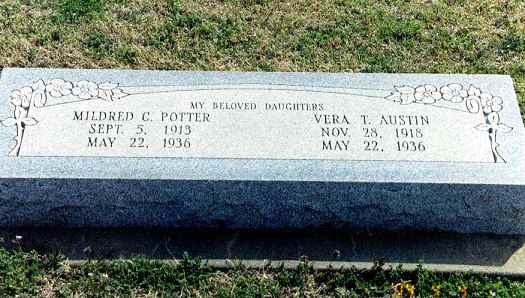 MY BELOVED DAUGHTERS
MILDRED C. POTTER
SEPT. 5, 1913
MAY 22, 1936
VERA T. AUSTIN
NOV. 28, 1918
MAY 22, 1936